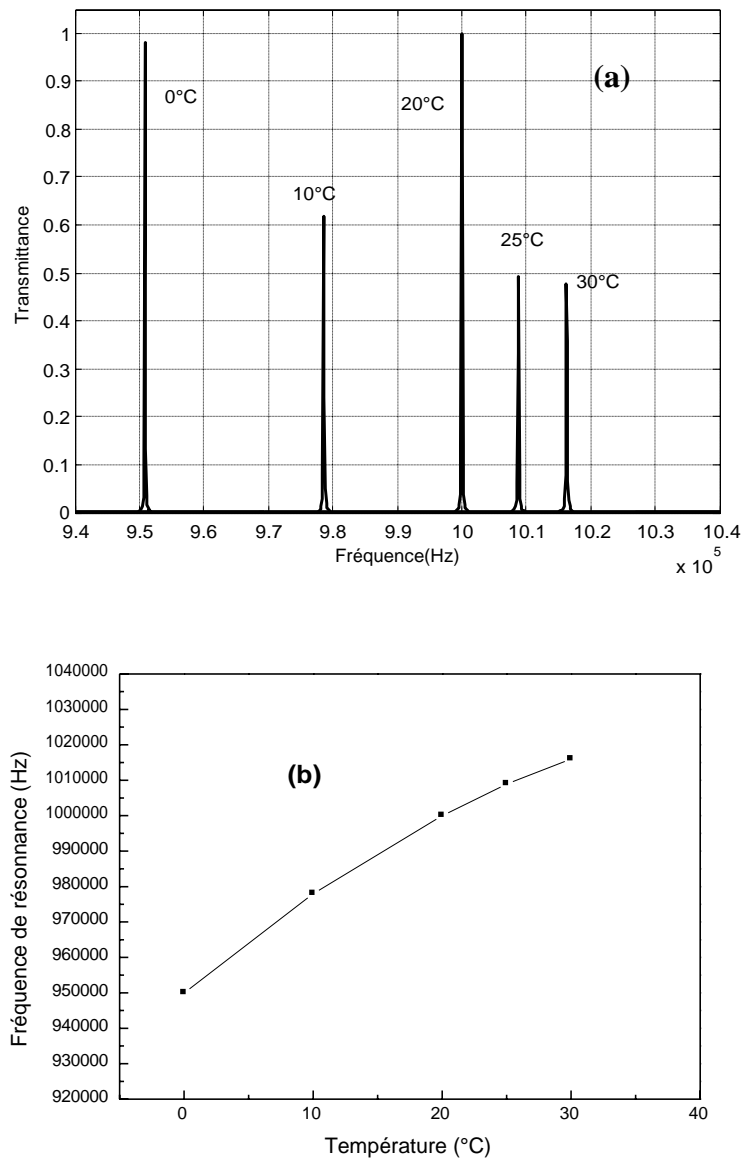 1
(a)
0°C
20°C
0.9
0.8
0.7
10°C
0.6
25°C
0.5
30°C
0.4
0.3
0.2
0.1
0
Transmittance
9.4 9.5 9.6 9.7 9.8 9.9 10.0 10.1 10.2 10.3 10.4
Fréquence(Hz)
x 10⁵
1040000
1030000
1020000
(b)
1010000
1000000
990000
980000
970000
960000
950000
940000
930000
920000
Fréquence de résonnance (Hz)
0 10 20 30 40
Température (°C)